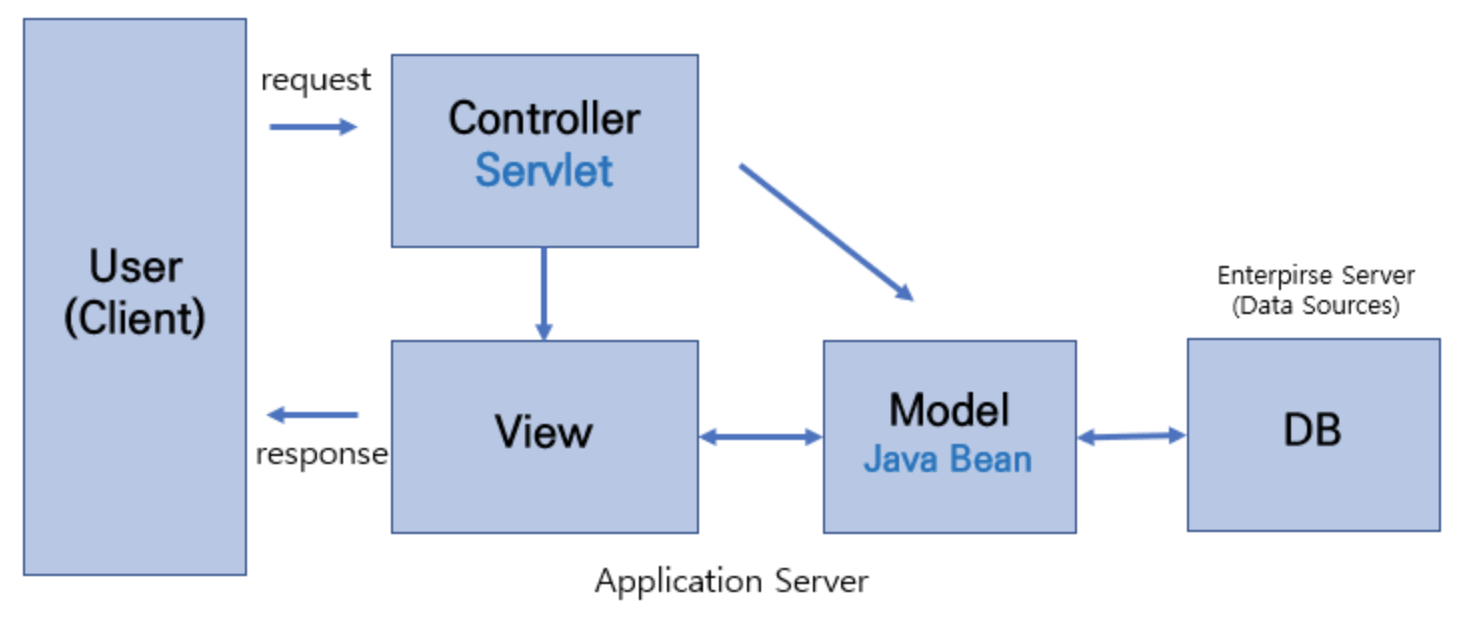 request
Controller
Servlet
User
(Client)
Enterpirse Server
(Data Sources)
response
View
Model
Java Bean
DB
Application Server